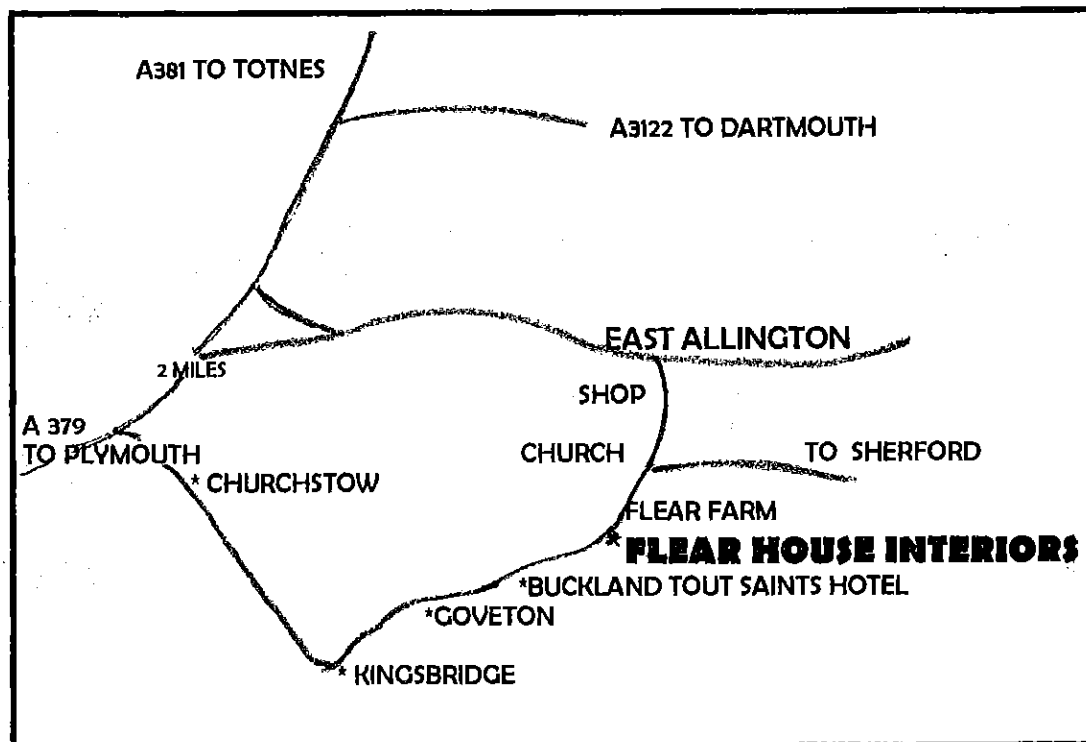 A381 TO TOTNES
A3122 TO DARTMOUTH
EAST ALLINGTON
2 MILES
SHOP
A 379
TO PLYMOUTH
CHURCH
TO SHERFORD
* CHURCHSTOW
FLEAR FARM
* FLEAR HOUSE INTERIORS
*BUCKLAND TOUT SAINTS HOTEL
*GOVETON
* KINGSBRIDGE